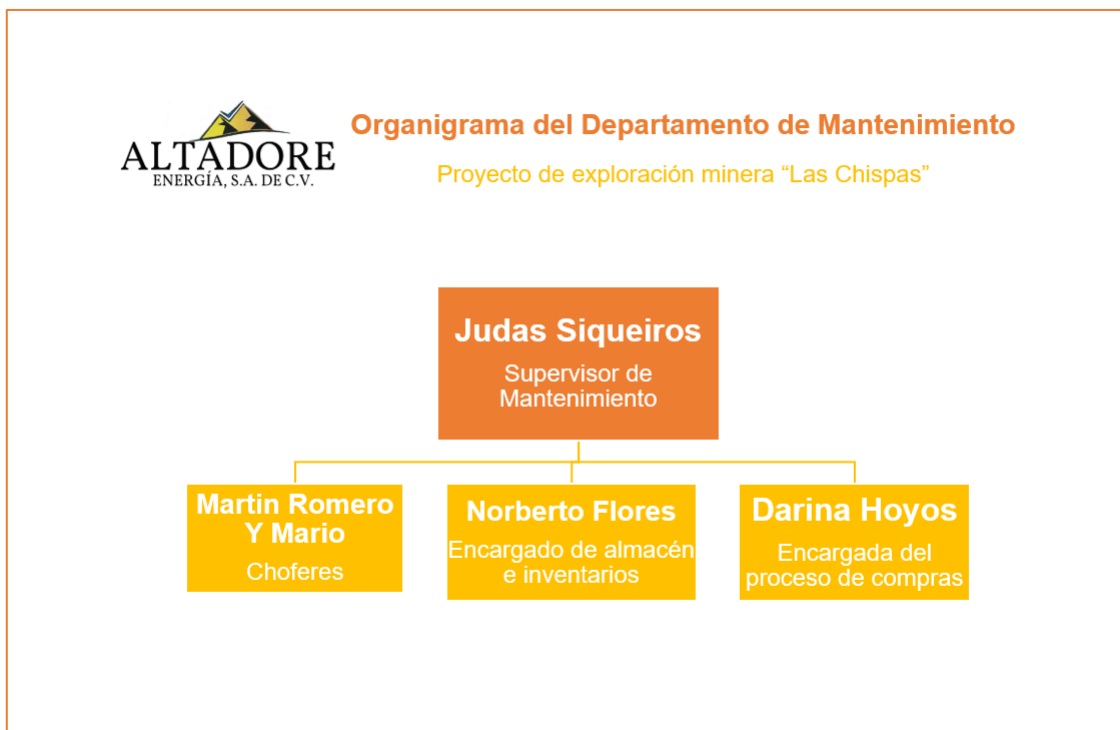 ALTADORE
ENERGÍA, S.A. DE C.V.
Organigrama del Departamento de Mantenimiento
Proyecto de exploración minera “Las Chispas”
Judas Siqueiros
Supervisor de
Mantenimiento
Martin Romero
Y Mario
Choferes
Norberto Flores
Encargado de almacén
e inventarios
Darina Hoyos
Encargada del
proceso de compras